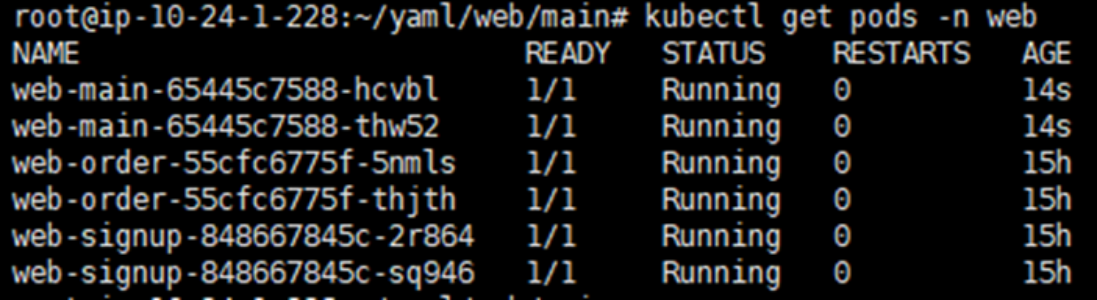 root@ip-10-24-1-228:~/yaml/web/main# kubectl get pods -n web
NAME READY STATUS RESTARTS AGE
web-main-65445c7588-hcvbl 1/1 Running 0 14s
web-main-65445c7588-thw52 1/1 Running 0 14s
web-order-55cfc6775f-5nmls 1/1 Running 0 15h
web-order-55cfc6775f-thjth 1/1 Running 0 15h
web-signup-848667845c-2r864 1/1 Running 0 15h
web-signup-848667845c-sq946 1/1 Running 0 15h